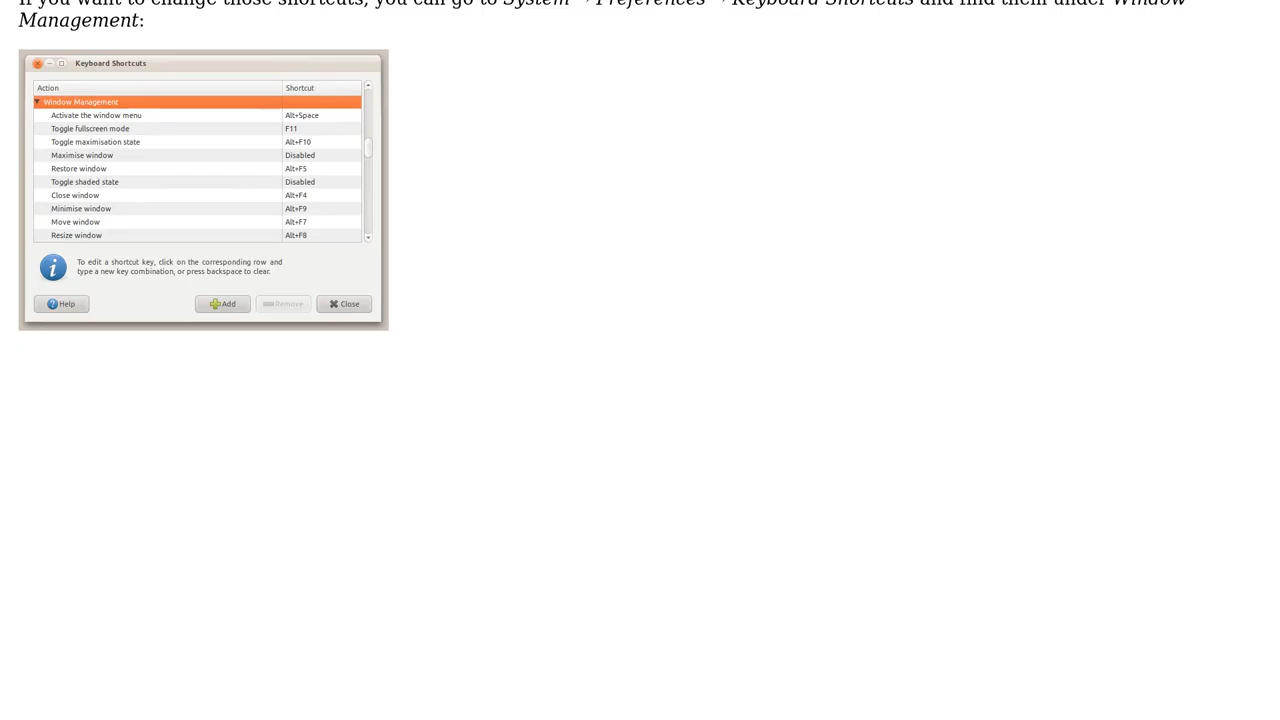 If you want to change those shortcuts, you can go to System → Preferences → Keyboard Shortcuts and find them under Window
Management:
Keyboard Shortcuts
Action Shortcut
Window Management
Activate the window menu Alt+Space
Toggle fullscreen mode F11
Toggle maximisation state Alt+F10
Maximise window Disabled
Restore window Alt+F5
Toggle shaded state Disabled
Close window Alt+F4
Minimise window Alt+F9
Move window Alt+F7
Resize window Alt+F8
To edit a shortcut key, click on the corresponding row and
type a new key combination, or press backspace to clear.
Help Add Remove Close